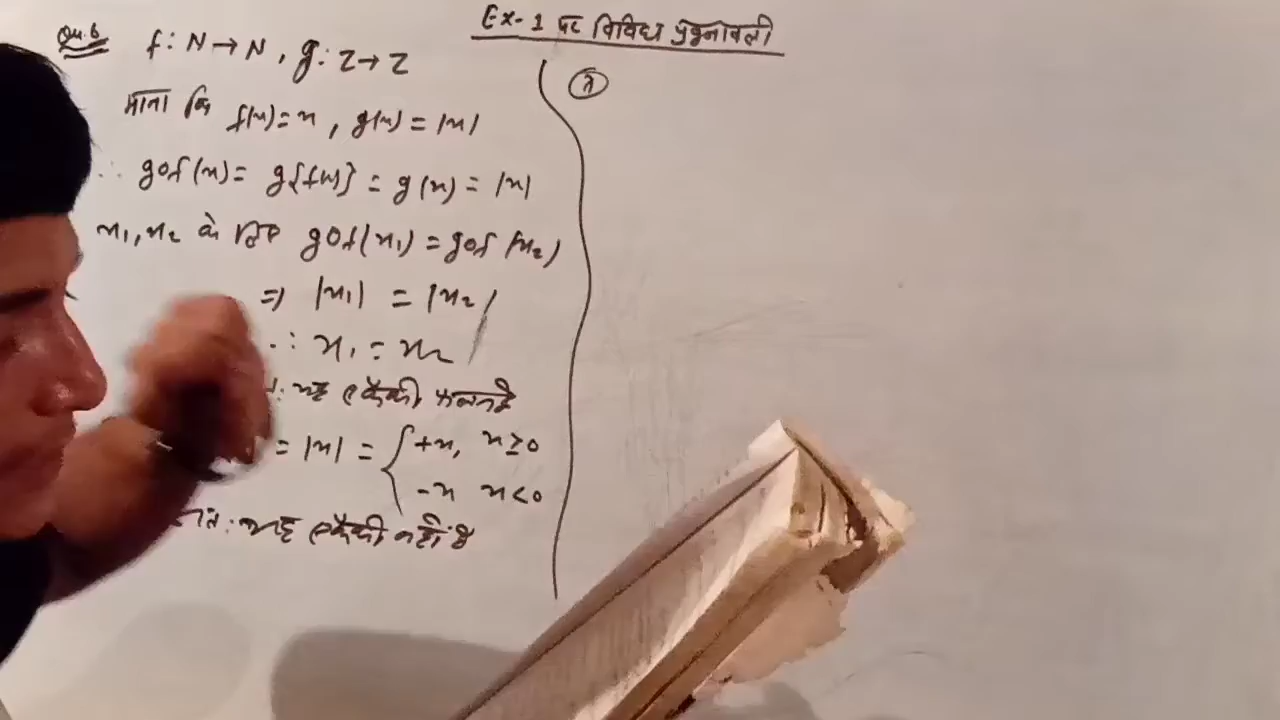 Ex-1 पर विविध प्रश्नावली
Qu.6 f: N → N, g: Z → Z
माना कि f(x) = x, g(x) = |x|
∴ gof(x) = g{f(x)} = g(x) = |x|
x₁, x₂ के लिए gof(x₁) = gof(x₂)
⇒ |x₁| = |x₂|
∴ x₁ = x₂
त: यह एकैकी फलन है
= |x| = { +x, x ≥ 0
-x x < 0
अत: यह एकैकी नहीं है